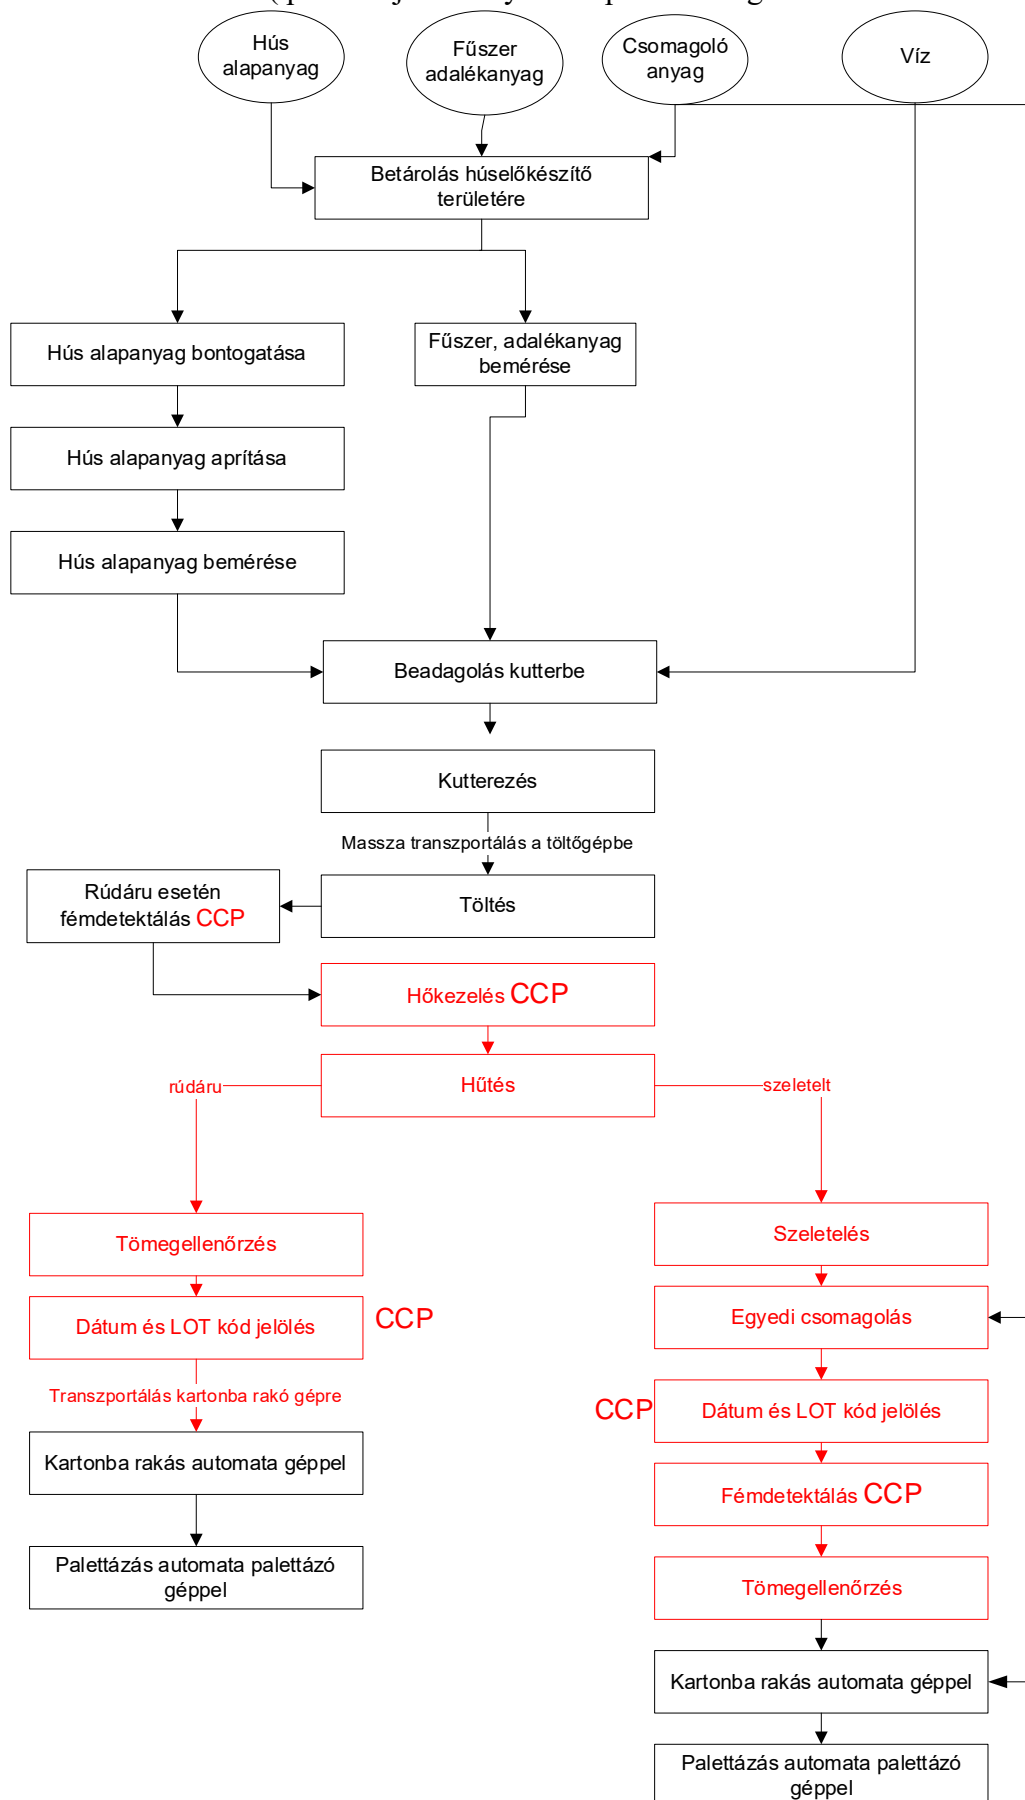 Hús
alapanyag
Fűszer
adalékanyag
Csomagoló
anyag
Víz
Betárolás húselőkészítő
területére
Hús alapanyag bontogatása
Fűszer, adalékanyag
bemérése
Hús alapanyag aprítása
Hús alapanyag bemérése
Beadagolás kutterbe
Kutterezés
Massza transzportálás a töltőgépbe
Rúdáru esetén
fémdetektálás CCP
Töltés
Hőkezelés CCP
Hűtés
rúdáru
szeletelt
Tömegellenőrzés
Szeletelés
Dátum és LOT kód jelölés
CCP
Egyedi csomagolás
Transzportálás kartonba rakó gépre
CCP
Dátum és LOT kód jelölés
Kartonba rakás automata géppel
Fémdetektálás CCP
Palettázás automata palettázó
géppel
Tömegellenőrzés
Kartonba rakás automata géppel
Palettázás automata palettázó
géppel